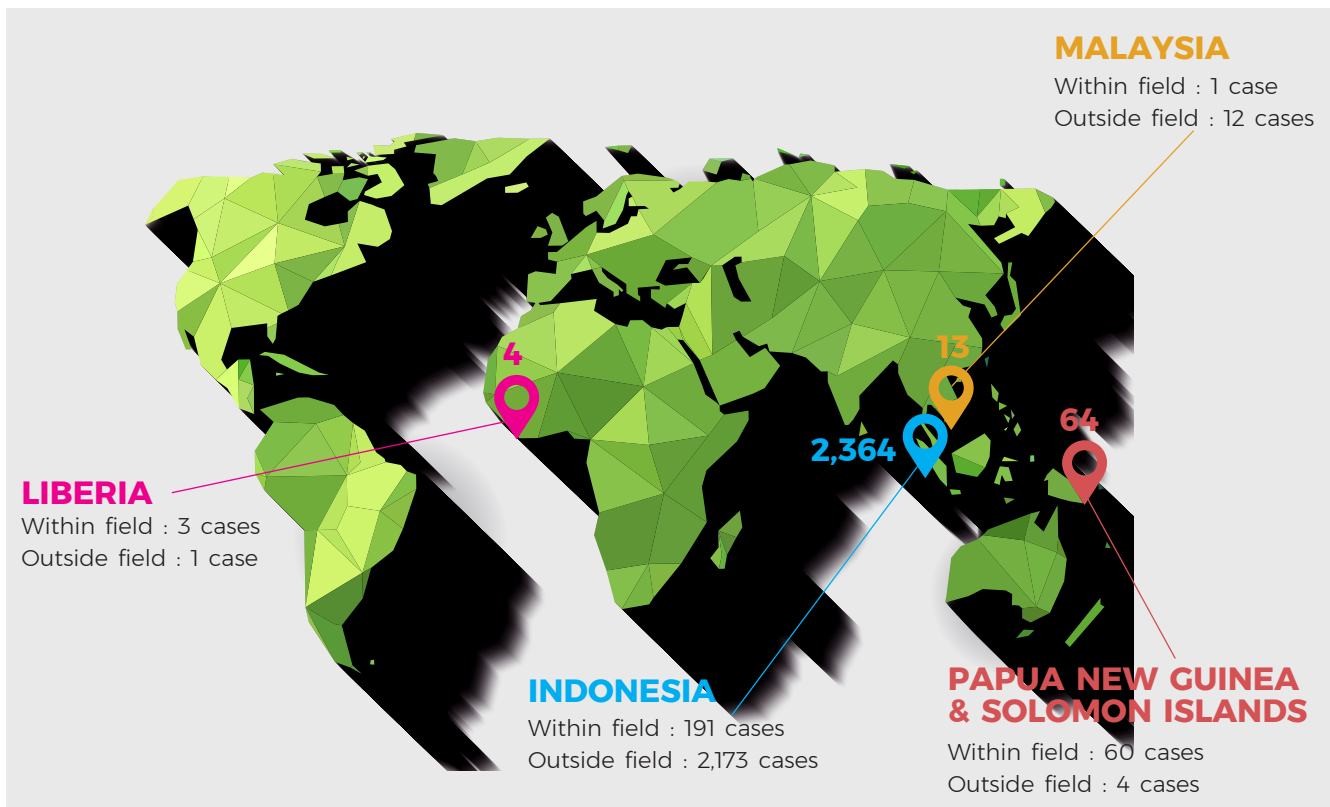 MALAYSIA
Within field : 1 case
Outside field : 12 cases
4
13
64
2,364
LIBERIA
Within field : 3 cases
Outside field : 1 case
INDONESIA
Within field : 191 cases
Outside field : 2,173 cases
PAPUA NEW GUINEA
& SOLOMON ISLANDS
Within field : 60 cases
Outside field : 4 cases